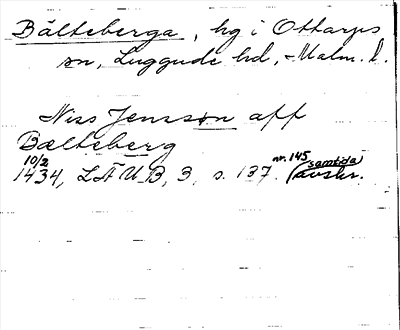 Bälteberga, hg i Ottarps
sn, Luggude hd, Malm. l.
Niss Jensson aff
Bælteberg
10/2
1434, LÄUB, 3, s. 137. nr. 145 (samtida
avskr.